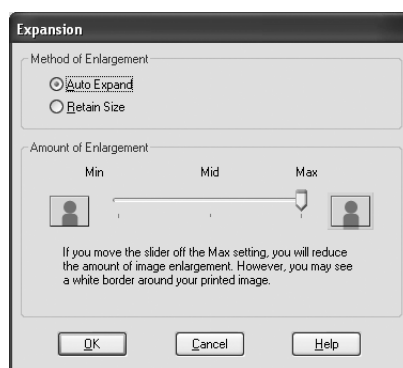 Expansion
Method of Enlargement
Auto Expand
Retain Size
Amount of Enlargement
Min Mid Max
If you move the slider off the Max setting, you will reduce
the amount of image enlargement. However, you may see
a white border around your printed image.
OK Cancel Help